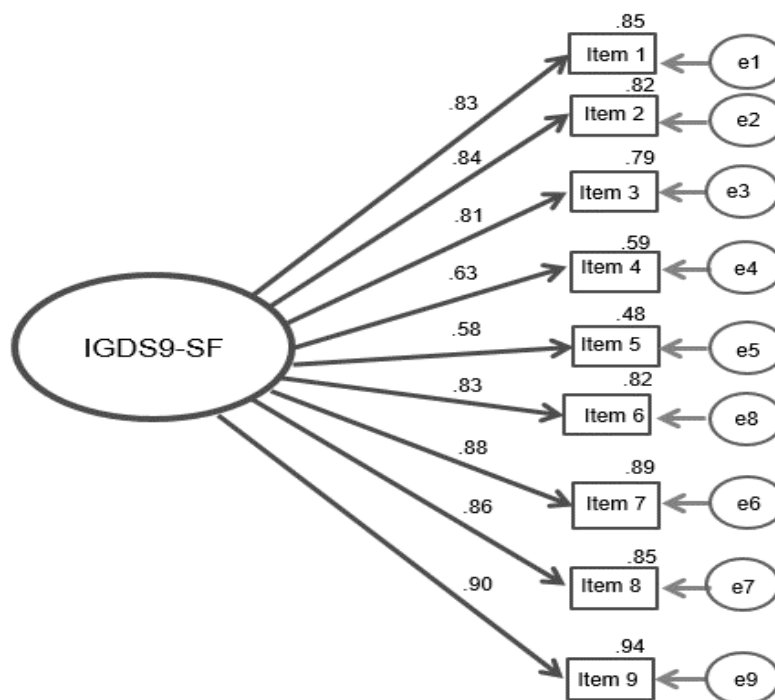 .85
Item 1
e1
.83
.82
Item 2
e2
.84
.79
Item 3
e3
.81
.59
Item 4
e4
.63
IGDS9-SF
.48
Item 5
e5
.58
.82
Item 6
e8
.83
.89
Item 7
e6
.88
.85
Item 8
e7
.86
.94
Item 9
e9
.90